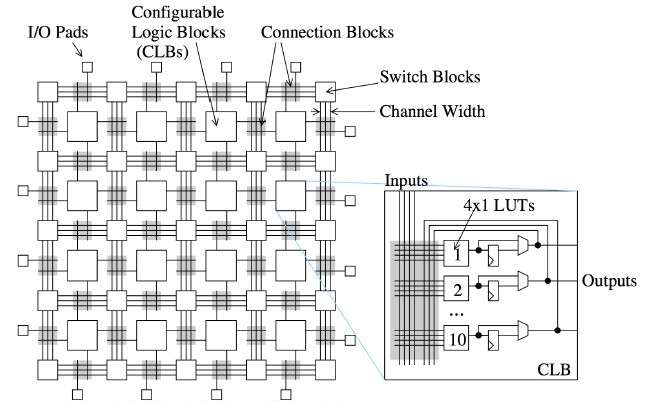 I/O Pads
Configurable
Logic Blocks
(CLBs)
Connection Blocks
Switch Blocks
Channel Width
Inputs
4x1 LUTs
1
2
...
10
Outputs
CLB